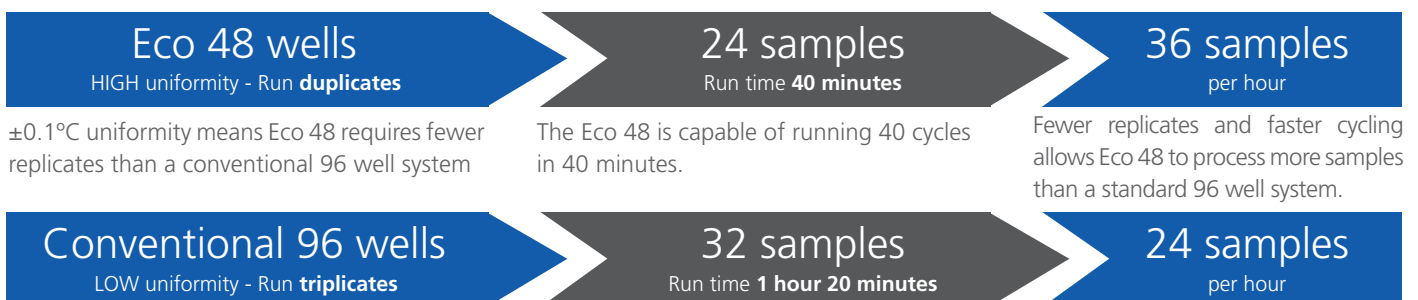 Eco 48 wells
HIGH uniformity - Run duplicates
24 samples
Run time 40 minutes
36 samples
per hour
±0.1ºC uniformity means Eco 48 requires fewer
replicates than a conventional 96 well system
The Eco 48 is capable of running 40 cycles
in 40 minutes.
Fewer replicates and faster cycling
allows Eco 48 to process more samples
than a standard 96 well system.
Conventional 96 wells
LOW uniformity - Run triplicates
32 samples
Run time 1 hour 20 minutes
24 samples
per hour